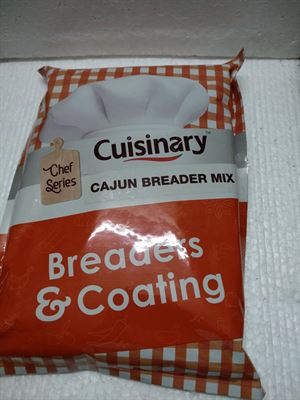 Cuisinary
Chef
Series
CAJUN BREADER MIX
Breaders
& Coating